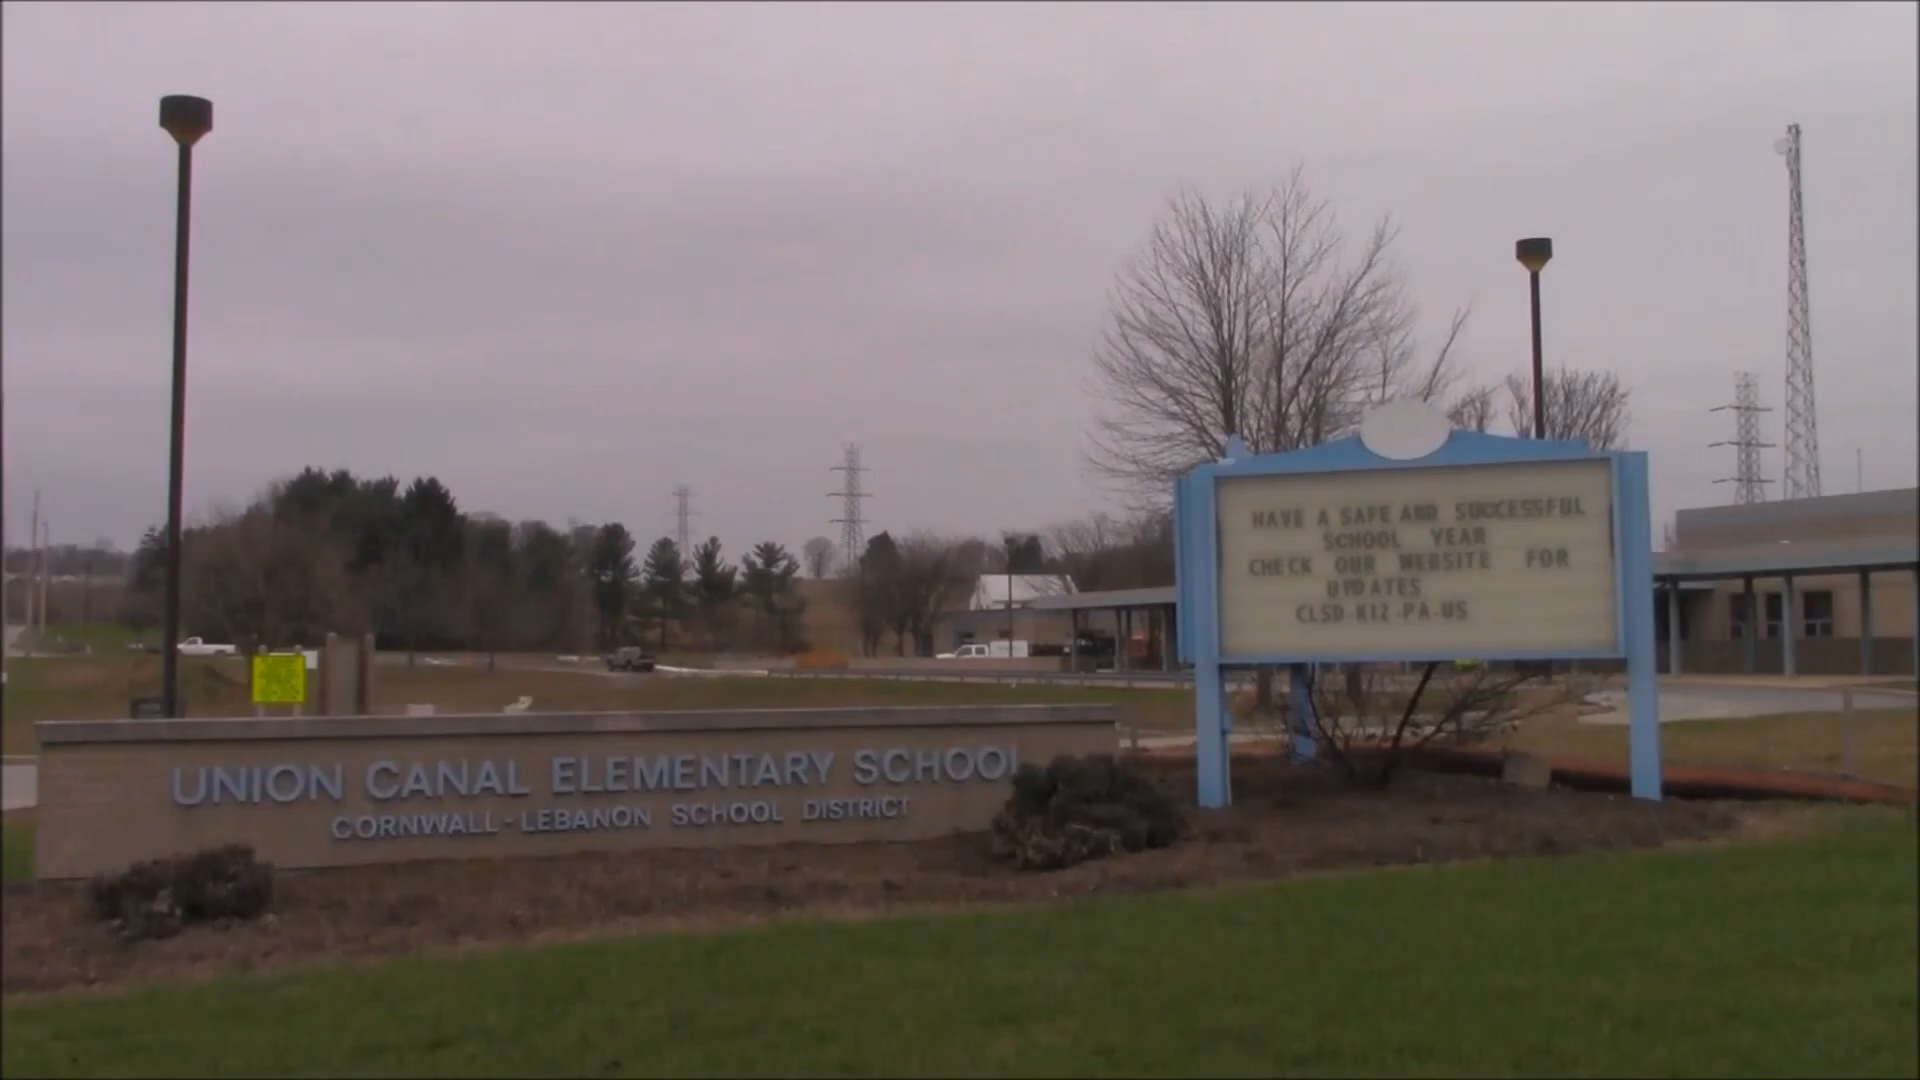 UNION CANAL ELEMENTARY SCHOOL
CORNWALL-LEBANON SCHOOL DISTRICT
HAVE A SAFE AND SUCCESSFUL
SCHOOL YEAR
CHECK OUR WEBSITE FOR
UPDATES
CLSD-K12-PA-US